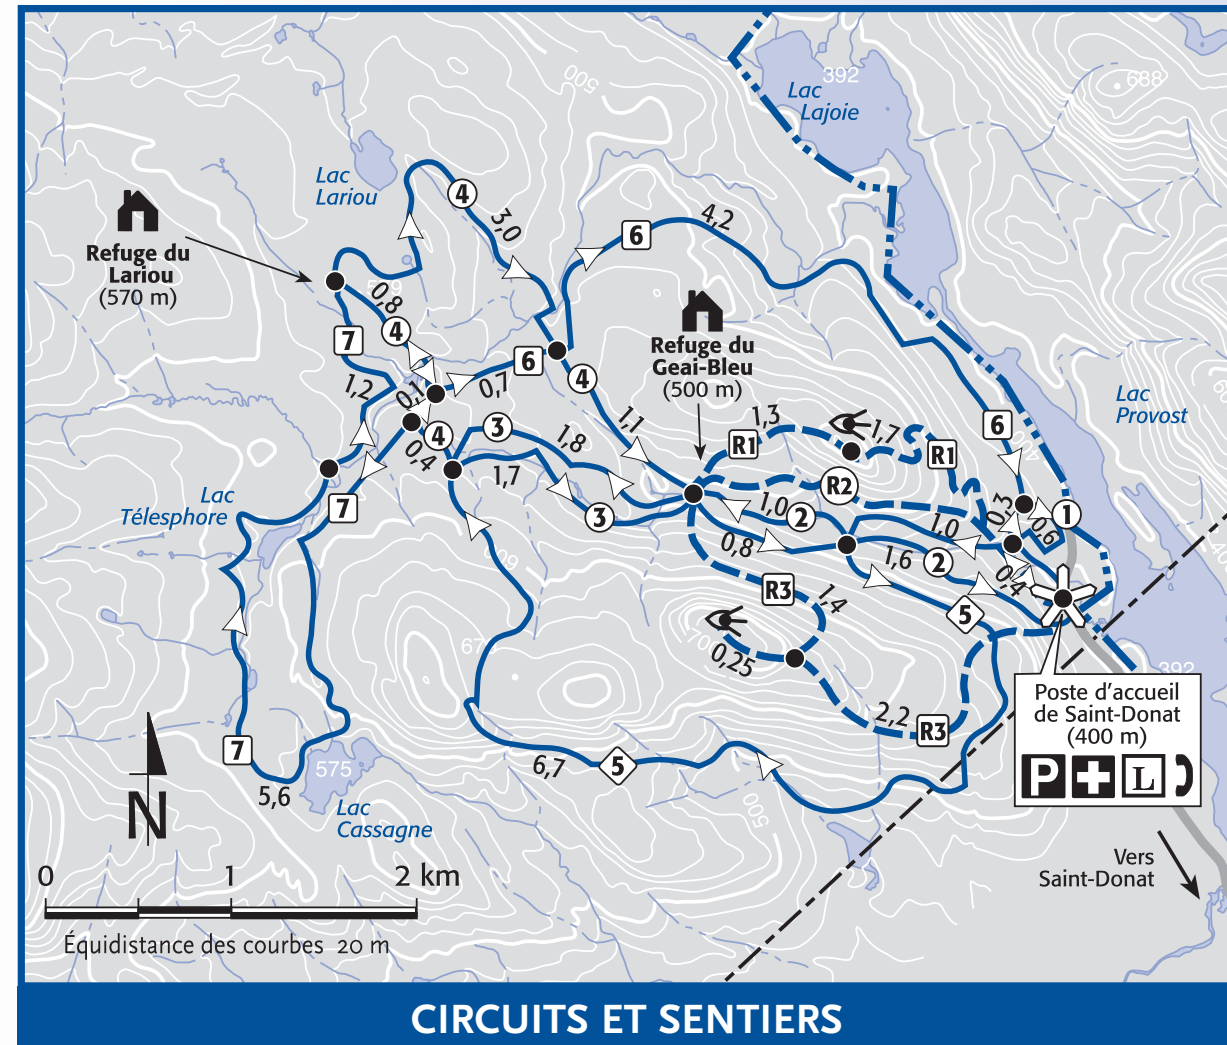 392
688
Lac
Lajoie
500
Lac
Lariou
4
3,0
6
4,2
Refuge du
Lariou
(570 m)
0,8
4
7
Refuge du
Geai-Bleu
(500 m)
6
0,7
4
1,2
0,1
Lac
Provost
1,1
1,3
R1
1,7
R1
6
4
0,4
3
1,8
1,7
3
R2
Lac
Télesphore
7
1,0
2
1,0
0,3
0,6
1
0,8
1,6
2
0,4
R3
1,4
5
0,25
700
392
Poste d'accueil
de Saint-Donat
(400 m)
P
L
2,2
R3
7
5,6
575
6,7
5
500
Lac
Cassagne
N
0
1
2 km
Vers
Saint-Donat
Équidistance des courbes 20 m
CIRCUITS ET SENTIERS